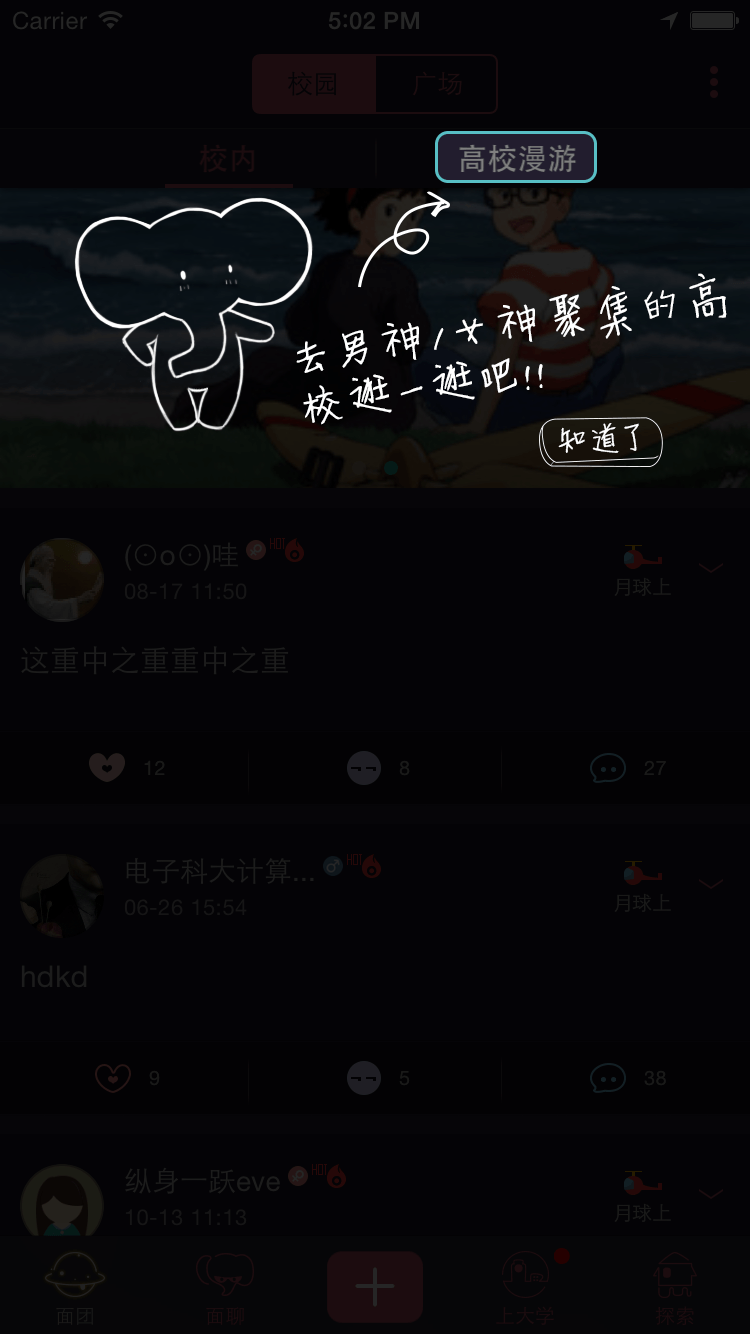 Carrier 5:02 PM
校园 广场
校内 高校漫游
去男神/女神聚集的高
校逛一逛吧!!
知道了
(⊙o⊙)哇 HOT
08-17 11:50
月球上
这重中之重重中之重
12 8 27
电子科大计算... HOT
06-26 15:54
月球上
hdkd
9 5 38
纵身一跃eve HOT
10-13 11:13
月球上
面团 面聊 上大学 探索